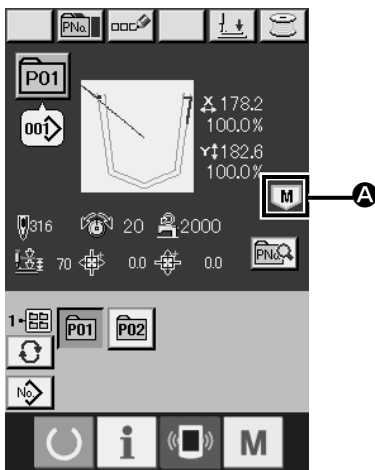 PNo.
P01
001
X 178.2
100.0%
Y 182.6
100.0%
M
A
316 20 2000
70 0.0 0.0
PNo.
1- P01 P02
No.
i M